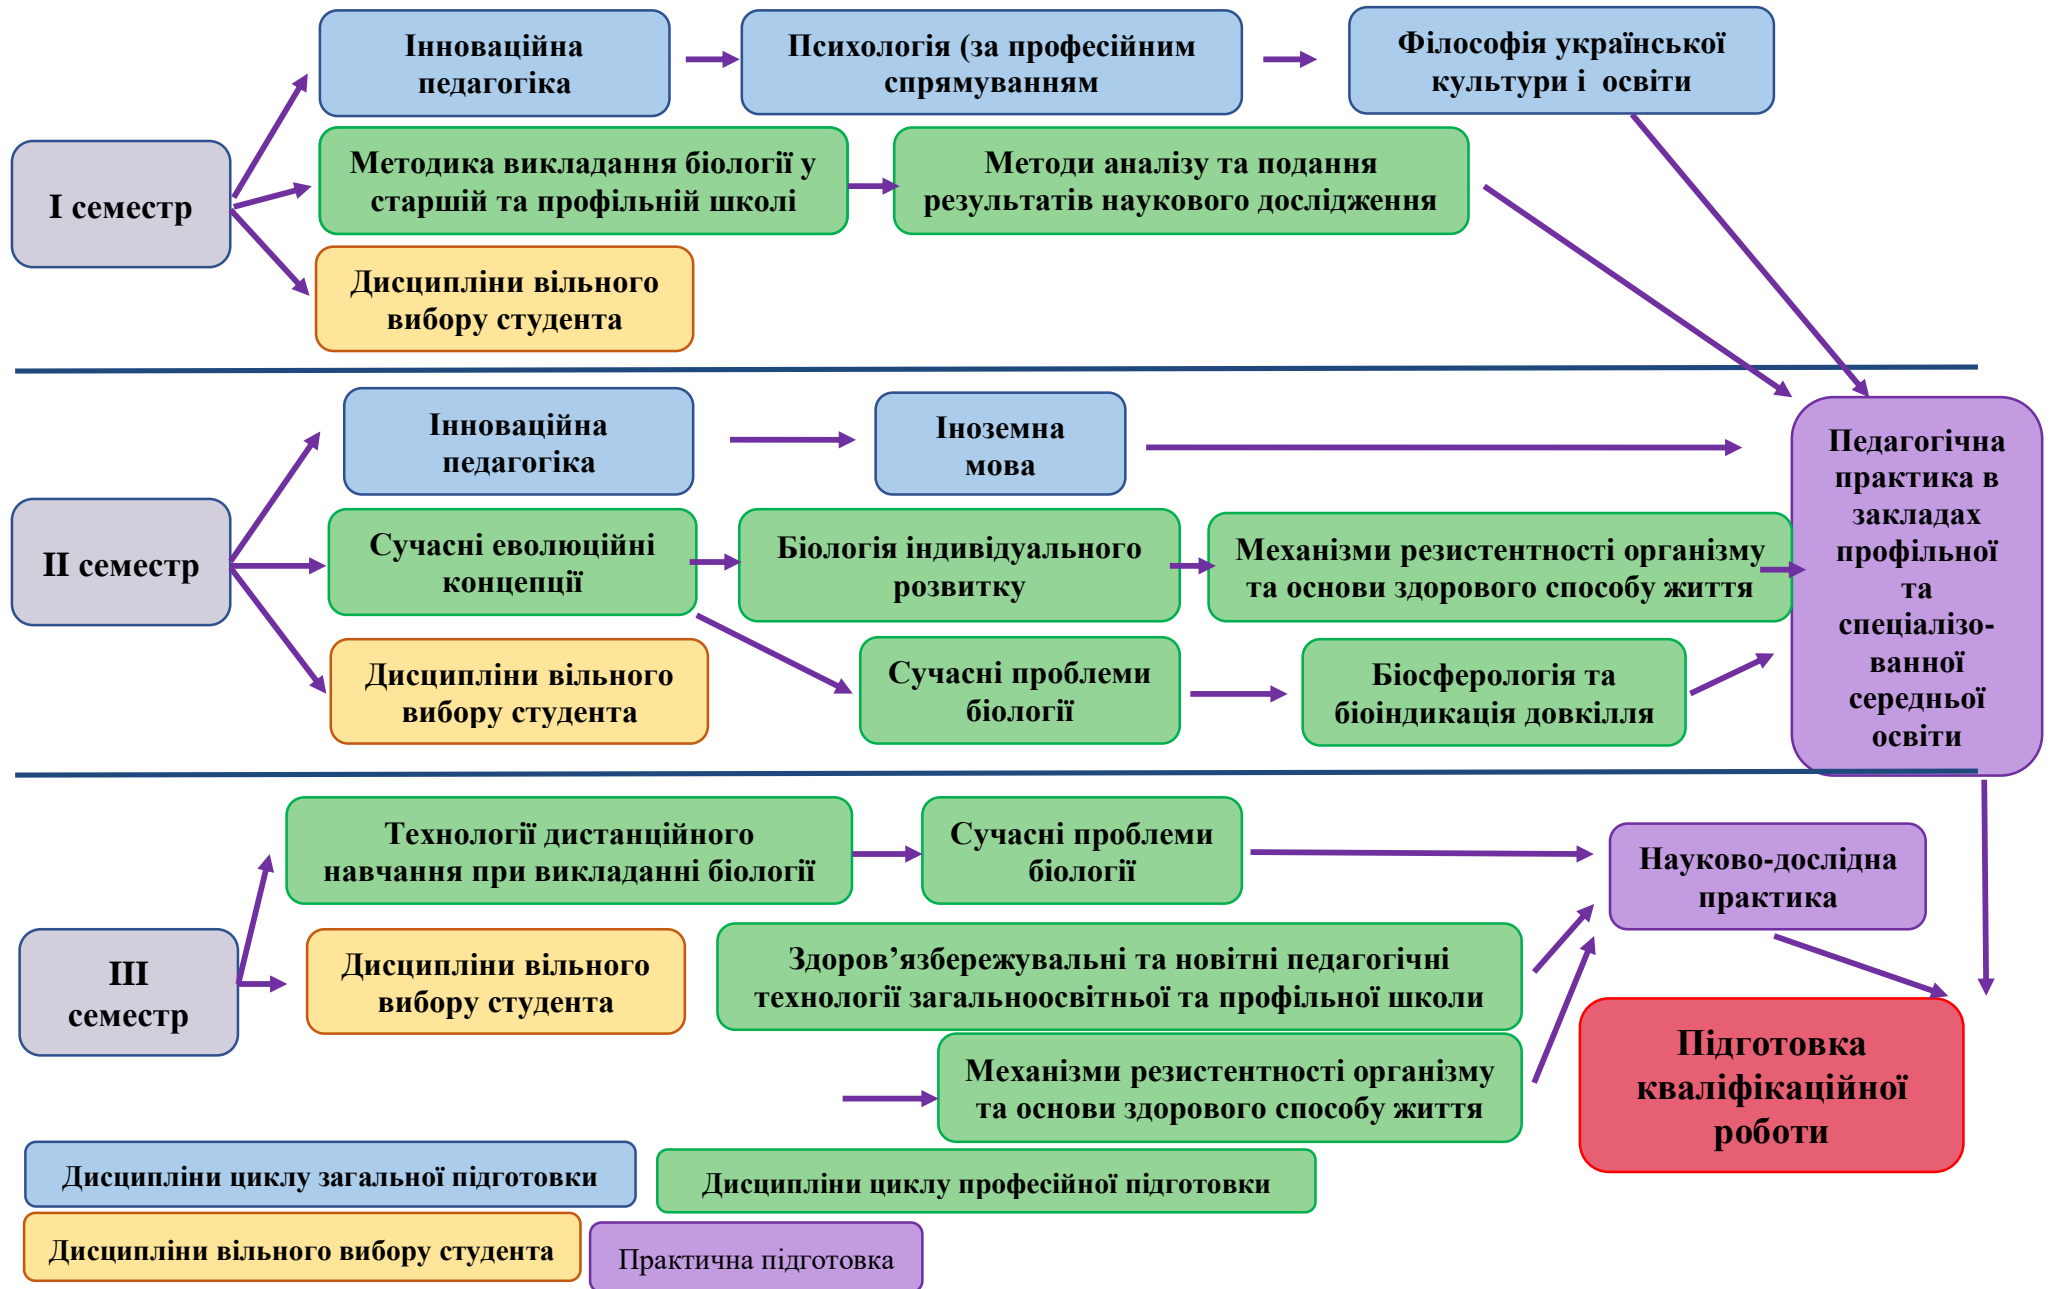 Інноваційна
педагогіка
Психологія (за професійним
спрямуванням
Філософія української
культури і освіти
І семестр
Методика викладання біології у
старшій та профільній школі
Методи аналізу та подання
результатів наукового дослідження
Дисципліни вільного
вибору студента
Інноваційна
педагогіка
Іноземна
мова
Педагогічна
практика в
закладах
профільної
та
спеціалізо-
ванної
середньої
освіти
ІІ семестр
Сучасні еволюційні
концепції
Біологія індивідуального
розвитку
Механізми резистентності організму
та основи здорового способу життя
Дисципліни вільного
вибору студента
Сучасні проблеми
біології
Біосферологія та
біоіндикація довкілля
Технології дистанційного
навчання при викладанні біології
Сучасні проблеми
біології
Науково-дослідна
практика
ІІІ
семестр
Дисципліни вільного
вибору студента
Здоров’язбережувальні та новітні педагогічні
технології загальноосвітньої та профільної школи
Механізми резистентності організму
та основи здорового способу життя
Підготовка
кваліфікаційної
роботи
Дисципліни циклу загальної підготовки
Дисципліни циклу професійної підготовки
Дисципліни вільного вибору студента
Практична підготовка